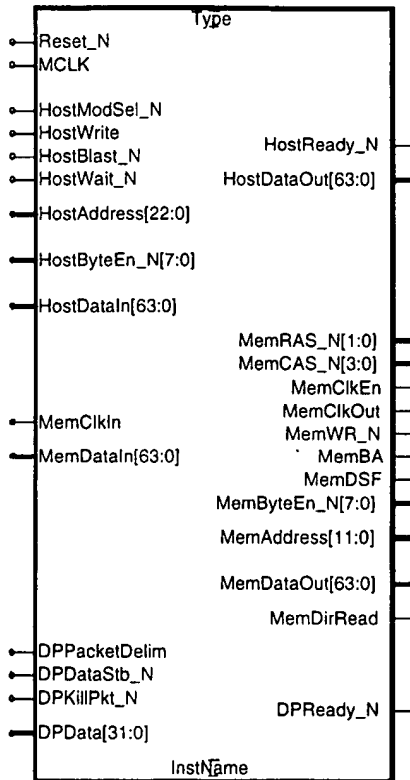 Type
Reset_N
MCLK
HostModSel_N
HostWrite
HostReady_N
HostBlast_N
HostWait_N
HostDataOut[63:0]
HostAddress[22:0]
HostByteEn_N[7:0]
HostDataIn[63:0]
MemRAS_N[1:0]
MemCAS_N[3:0]
MemClkEn
MemClkOut
MemClkIn
MemWR_N
MemDataIn[63:0]
MemBA
MemDSF
MemByteEn_N[7:0]
MemAddress[11:0]
MemDataOut[63:0]
MemDirRead
DPPacketDelim
DPDataStb_N
DPKillPkt_N
DPReady_N
DPData[31:0]
InstName